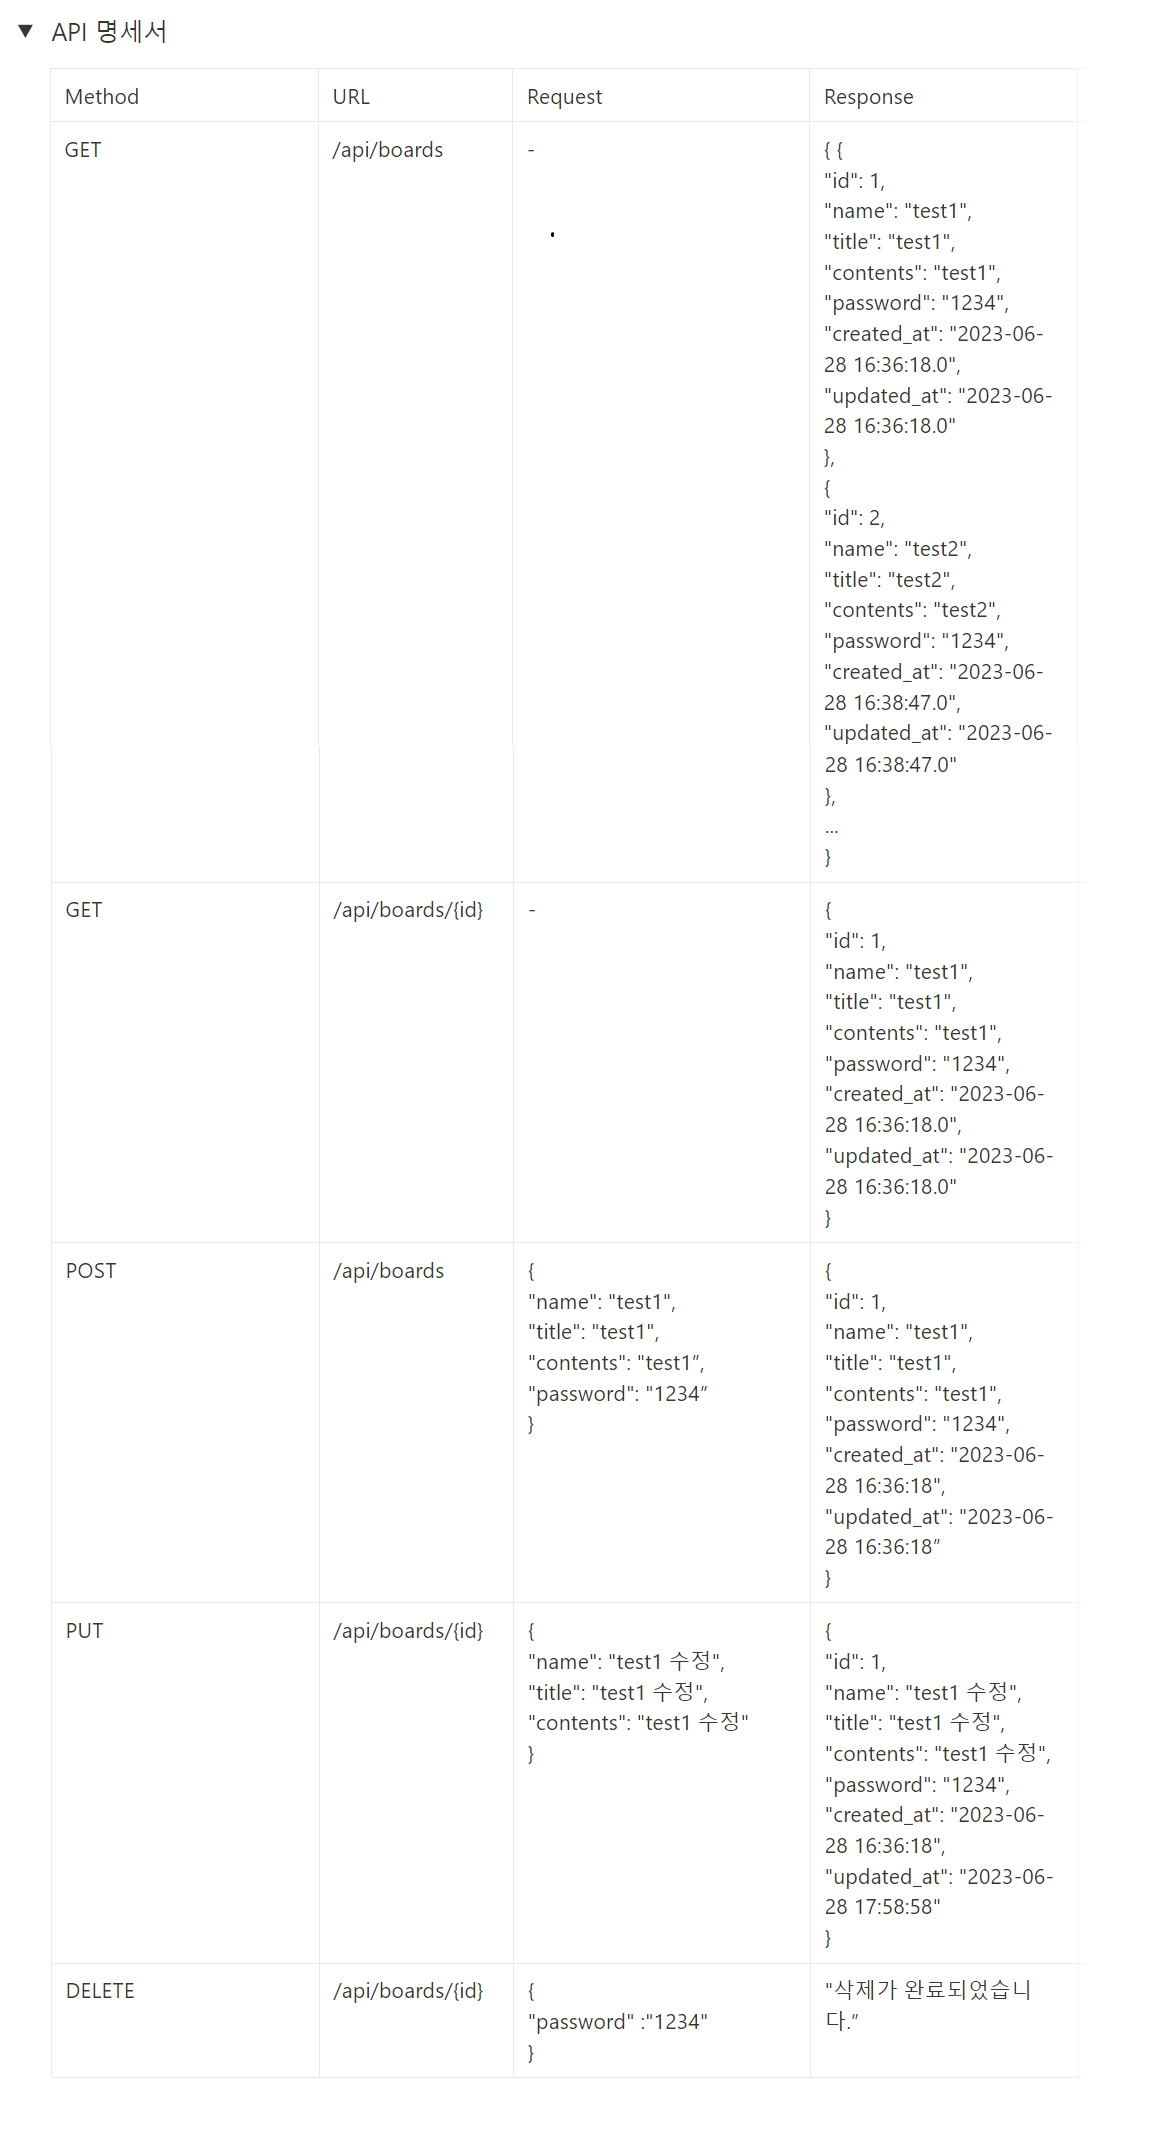 ▼ API 명세서
Method URL Request Response
GET /api/boards - { {
"id": 1,
"name": "test1",
"title": "test1",
"contents": "test1",
"password": "1234",
"created_at": "2023-06-
28 16:36:18.0",
"updated_at": "2023-06-
28 16:36:18.0"
},
{
"id": 2,
"name": "test2",
"title": "test2",
"contents": "test2",
"password": "1234",
"created_at": "2023-06-
28 16:38:47.0",
"updated_at": "2023-06-
28 16:38:47.0"
},
...
}
GET /api/boards/{id} - {
"id": 1,
"name": "test1",
"title": "test1",
"contents": "test1",
"password": "1234",
"created_at": "2023-06-
28 16:36:18.0",
"updated_at": "2023-06-
28 16:36:18.0"
}
POST /api/boards
{
"name": "test1",
"title": "test1",
"contents": "test1”,
"password": "1234”
}
{
"id": 1,
"name": "test1",
"title": "test1",
"contents": "test1",
"password": "1234",
"created_at": "2023-06-
28 16:36:18",
"updated_at": "2023-06-
28 16:36:18”
}
PUT /api/boards/{id}
{
"name": "test1 수정",
"title": "test1 수정",
"contents": "test1 수정"
}
{
"id": 1,
"name": "test1 수정",
"title": "test1 수정",
"contents": "test1 수정",
"password": "1234",
"created_at": "2023-06-
28 16:36:18",
"updated_at": "2023-06-
28 17:58:58"
}
DELETE /api/boards/{id}
{
"password" :"1234"
}
"삭제가 완료되었습니
다.”